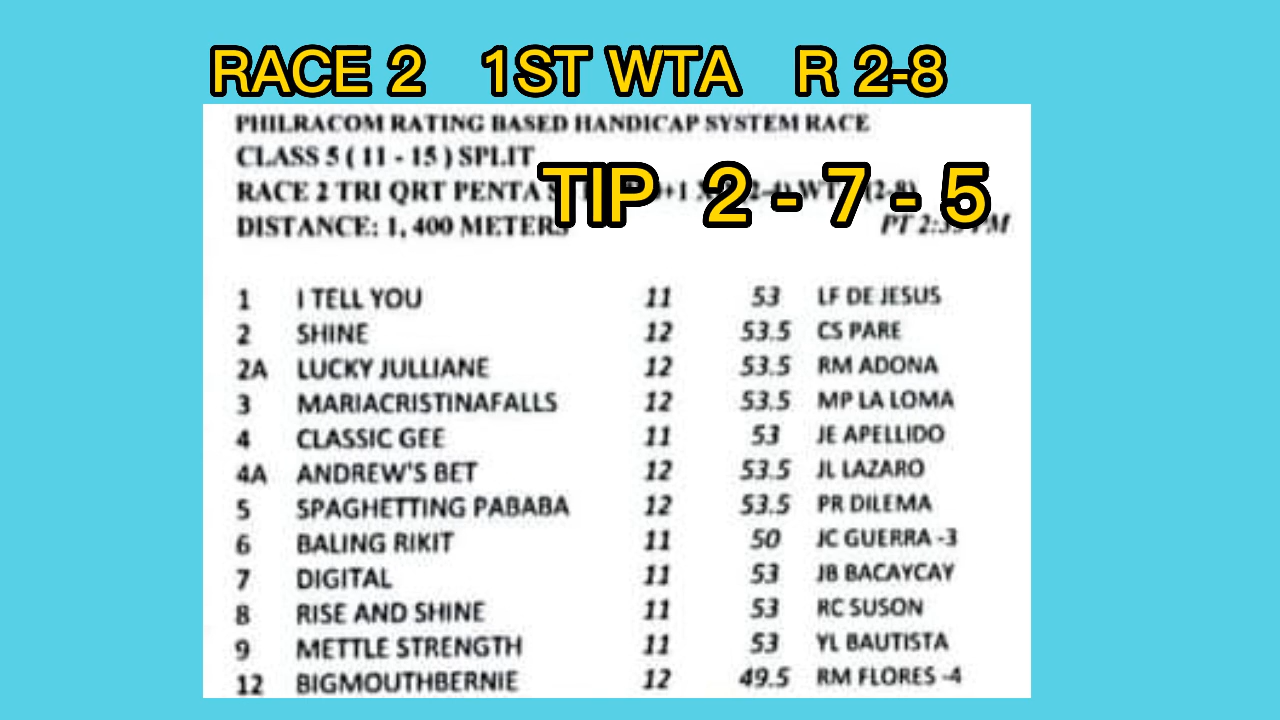 RACE 2 1ST WTA R 2-8
PHILRACOM RATING BASED HANDICAP SYSTEM RACE
CLASS 5 ( 11 - 15 ) SPLIT
RACE 2 TRI QRT PENTA
TIP 2 - 7 - 5
DISTANCE: 1, 400 METERS
1 I TELL YOU 11 53 LF DE JESUS
2 SHINE 12 53.5 CS PARE
2A LUCKY JULLIANE 12 53.5 RM ADONA
3 MARIACRISTINAFALLS 12 53.5 MP LA LOMA
4 CLASSIC GEE 11 53 JE APELLIDO
4A ANDREW'S BET 12 53.5 JL LAZARO
5 SPAGHETTING PABABA 12 53.5 PR DILEMA
6 BALING RIKIT 11 50 JC GUERRA -3
7 DIGITAL 11 53 JB BACAYCAY
8 RISE AND SHINE 11 53 RC SUSON
9 METTLE STRENGTH 11 53 YL BAUTISTA
12 BIGMOUTHBERNIE 12 49.5 RM FLORES -4